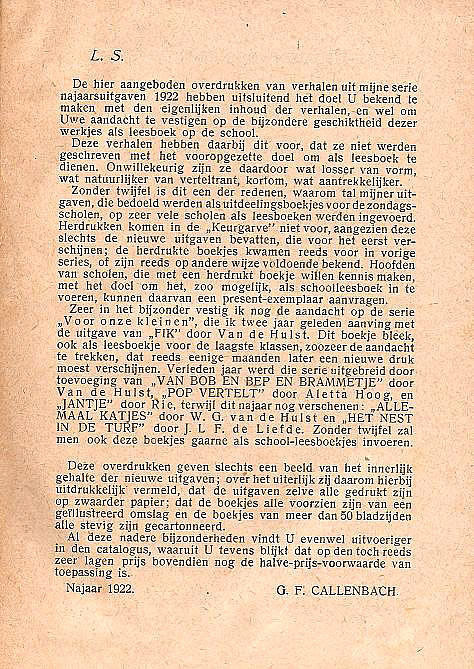 L. S.
De hier aangeboden overdrukken van verhalen uit mijne serie
najaarsuitgaven 1922 hebben uitsluitend het doel U bekend te
maken met den eigenlijken inhoud der verhalen, en wel om
Uwe aandacht te vestigen op de bijzondere geschiktheid dezer
werkjes als leesboek op de school.
Deze verhalen hebben daarbij dit voor, dat ze niet werden
geschreven met het vooropgezette doel om als leesboek te
dienen. Onwillekeurig zijn ze daardoor wat losser van vorm,
wat natuurlijker van verteltrant, kortom, wat aantrekkelijker.
Zonder twijfel is dit een der redenen, waarom tal mijner uit-
gaven, die bedoeld werden als uitdeelingsboekjes voor de zondags-
scholen, op zeer vele scholen als leesboeken werden ingevoerd.
Herdrukken komen in de „Keurgarve” niet voor, aangezien deze
slechts de nieuwe uitgaven bevatten, die voor het eerst ver-
schijnen; de herdrukte boekjes kwamen reeds voor in vorige
series, of zijn reeds op andere wijze voldoende bekend. Hoofden
van scholen, die met een herdrukt boekje willen kennis maken,
met het doel om het, zoo mogelijk, als schoolleesboek in te
voeren, kunnen daarvan een present-exemplaar aanvragen.
Zeer in het bijzonder vestig ik nog de aandacht op de serie
„Voor onze kleinen”, die ik twee jaar geleden aanving met
de uitgave van „FIK” door Van de Hulst. Dit boekje bleek,
ook als leesboekje voor de laagste klassen, zoozeer de aandacht
te trekken, dat reeds eenige maanden later een nieuwe druk
moest verschijnen. Verleden jaar werd die serie uitgebreid door
toevoeging van „VAN BOB EN BEP EN BRAMMETJE” door
Van de Hulst, „POP VERTELT” door Aletta Hoog, en
„JANTJE” door Rie, terwijl dit najaar nog verschenen: „ALLE-
MAAL KATJES” door W. G. van de Hulst en „HET NEST
IN DE TURF” door J. L. F. de Liefde. Zonder twijfel zal
men ook deze boekjes gaarne als school-leesboekjes invoeren.
Deze overdrukken geven slechts een beeld van het innerlijk
gehalte der nieuwe uitgaven; over het uiterlijk zij daarom hierbij
uitdrukkelijk vermeld, dat de uitgaven zelve alle gedrukt zijn
op zwaarder papier; dat de boekjes alle voorzien zijn van een
geïllustreerd omslag en de boekjes van meer dan 50 bladzijden
alle stevig zijn gecartonneerd.
Al deze nadere bijzonderheden vindt U evenwel uitvoeriger
in den catalogus, waaruit U tevens blijkt dat op den toch reeds
zeer lagen prijs bovendien nog de halve-prijs-voorwaarde van
toepassing is.
Najaar 1922. G. F. CALLENBACH.